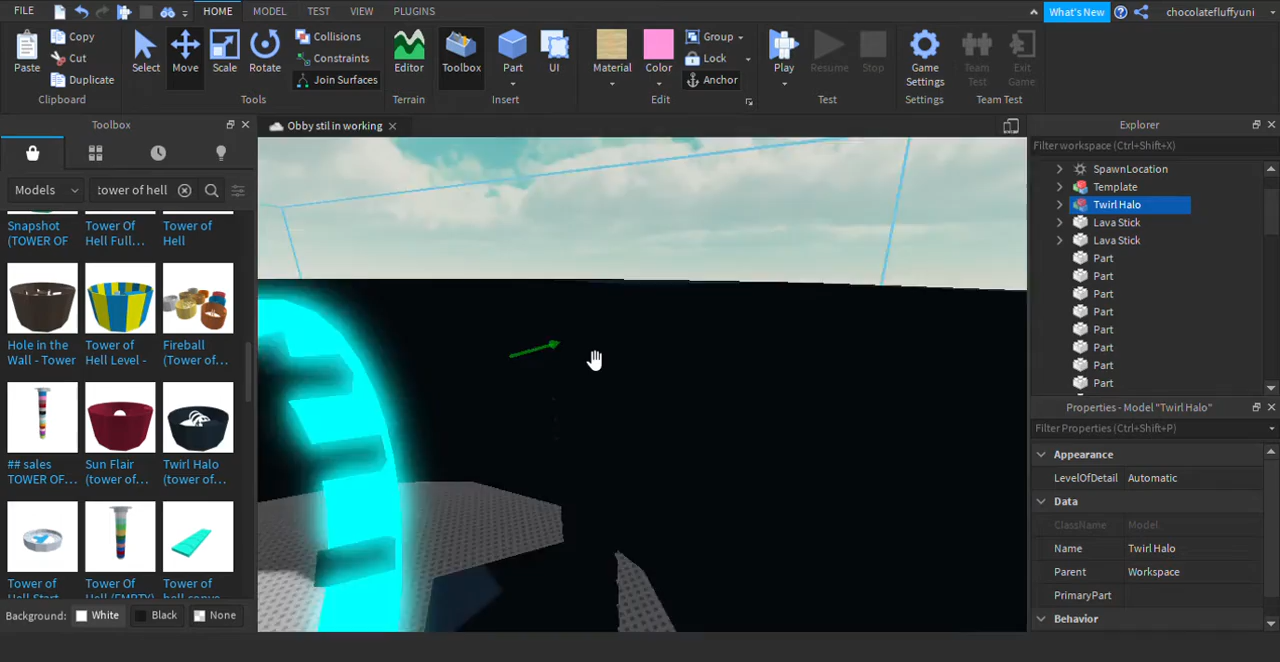 FILE HOME MODEL TEST VIEW PLUGINS What's New chocolatefluffyuni
Paste Copy Cut Duplicate Clipboard
Select Move Scale Rotate Collisions Constraints Join Surfaces Tools
Editor Terrain
Toolbox Part UI Insert
Material Color Group Lock Anchor Edit
Play Resume Stop Test
Game Settings Settings
Team Test Exit Game Team Test
Toolbox
Obby stil in working
Models tower of hell
Snapshot (TOWER OF
Tower Of Hell Full...
Tower of Hell
Hole in the Wall - Tower
Tower of Hell Level -
Fireball (Tower of...
## sales TOWER OF...
Sun Flair (tower of...
Twirl Halo (tower of...
Tower of Hell Start
Tower Of Hell (EMPTY)
Tower of hell conve
Background: White Black None
Explorer
Filter workspace (Ctrl+Shift+X)
SpawnLocation
Template
Twirl Halo
Lava Stick
Lava Stick
Part
Part
Part
Part
Part
Part
Part
Part
Properties - Model "Twirl Halo"
Filter Properties (Ctrl+Shift+P)
Appearance
LevelOfDetail Automatic
Data
ClassName Model
Name Twirl Halo
Parent Workspace
PrimaryPart
Behavior